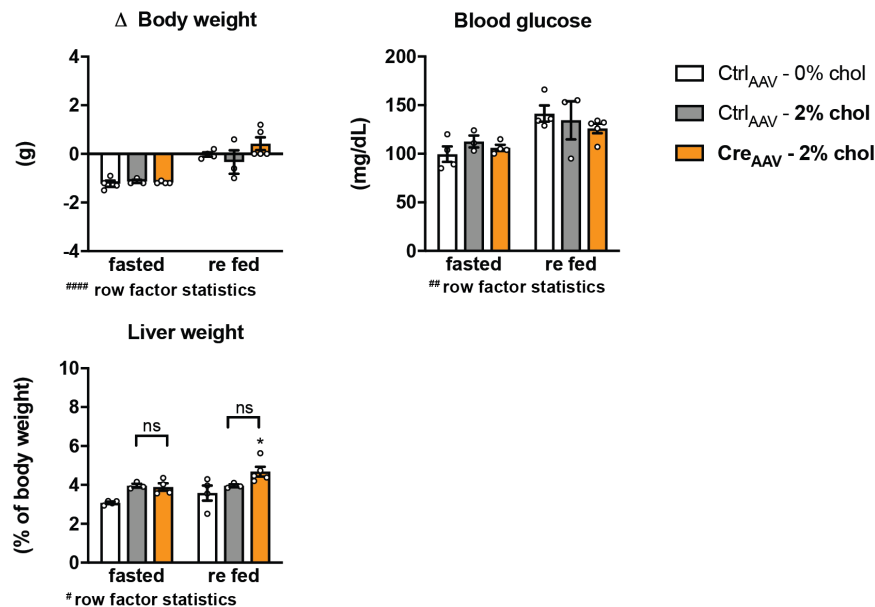 Δ Body weight
4
2
0
-2
-4
(g)
fasted
re fed
#### row factor statistics
Blood glucose
200
150
100
50
0
(mg/dL)
fasted
re fed
## row factor statistics
CtrlAAV - 0% chol
CtrlAAV - 2% chol
CreAAV - 2% chol
Liver weight
10
8
6
4
2
0
(% of body weight)
ns
ns
*
fasted
re fed
# row factor statistics